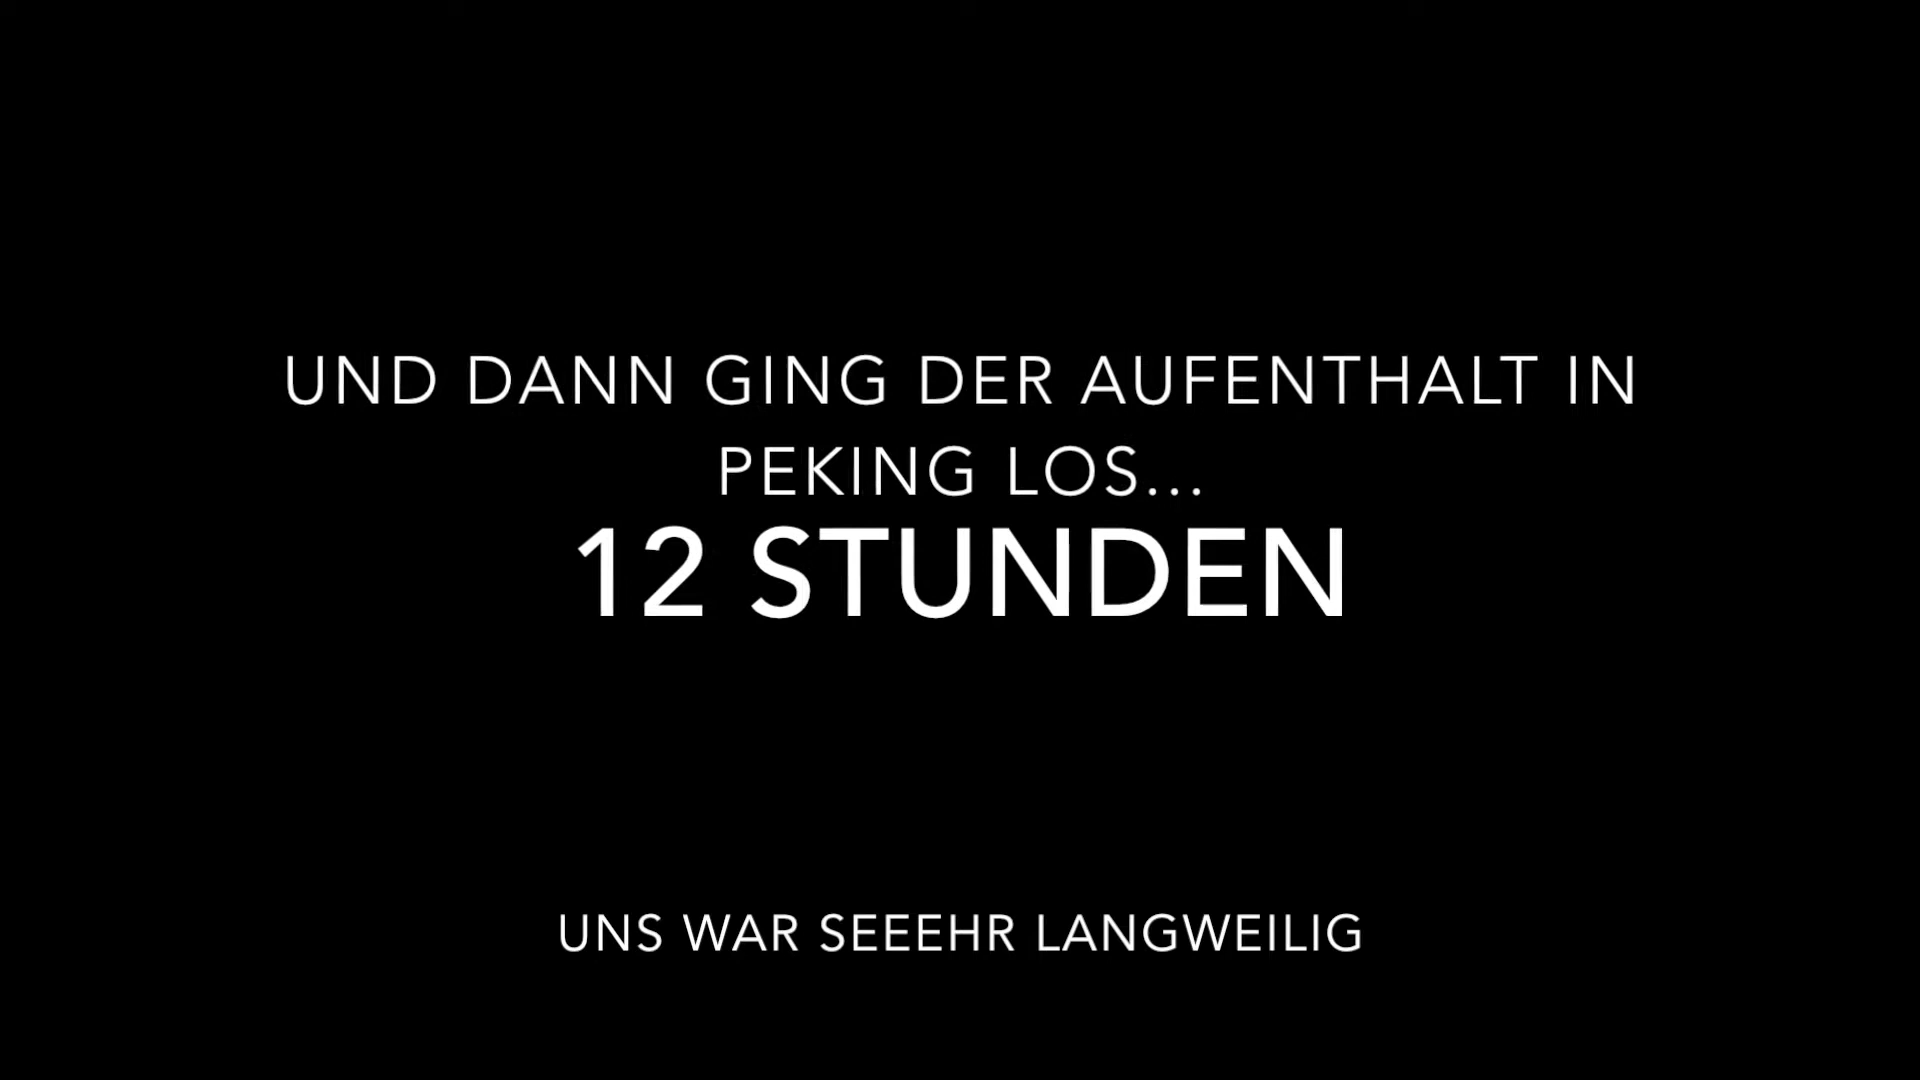 UND DANN GING DER AUFENTHALT IN
PEKING LOS...
12 STUNDEN
UNS WAR SEEEHR LANGWEILIG